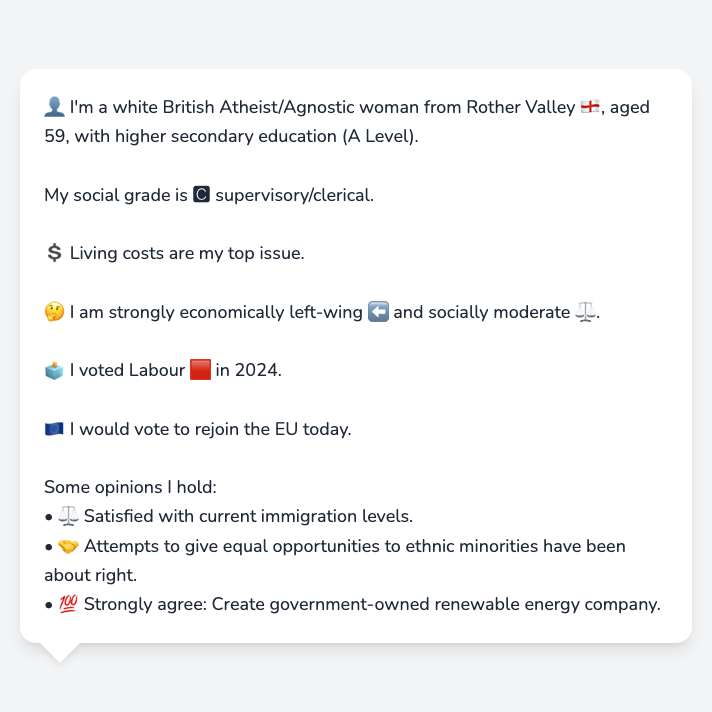 👤 I'm a white British Atheist/Agnostic woman from Rother Valley 🏴󠁧󠁢󠁥󠁮󠁧󠁿, aged
59, with higher secondary education (A Level).
My social grade is 🅲 supervisory/clerical.
💲 Living costs are my top issue.
🤔 I am strongly economically left-wing ⬅️ and socially moderate ⚖️.
🗳️ I voted Labour 🟥 in 2024.
🇪🇺 I would vote to rejoin the EU today.
Some opinions I hold:
• ⚖️ Satisfied with current immigration levels.
• 🤝 Attempts to give equal opportunities to ethnic minorities have been
about right.
• 💯 Strongly agree: Create government-owned renewable energy company.